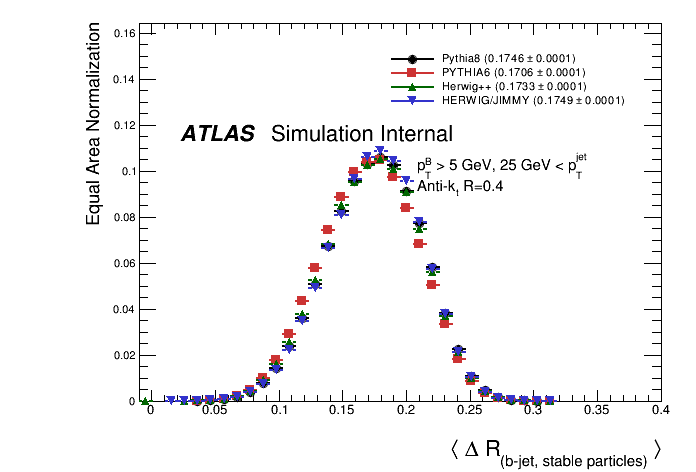 Equal Area Normalization
0.16
0.14
0.12
0.1
0.08
0.06
0.04
0.02
0
Pythia8 (0.1746 ± 0.0001)
PYTHIA6 (0.1706 ± 0.0001)
Herwig++ (0.1733 ± 0.0001)
HERWIG/JIMMY (0.1749 ± 0.0001)
ATLAS Simulation Internal
p_T^B > 5 GeV, 25 GeV < p_T^jet
Anti-k_t R=0.4
0 0.05 0.1 0.15 0.2 0.25 0.3 0.35 0.4
⟨ Δ R_(b-jet, stable particles) ⟩